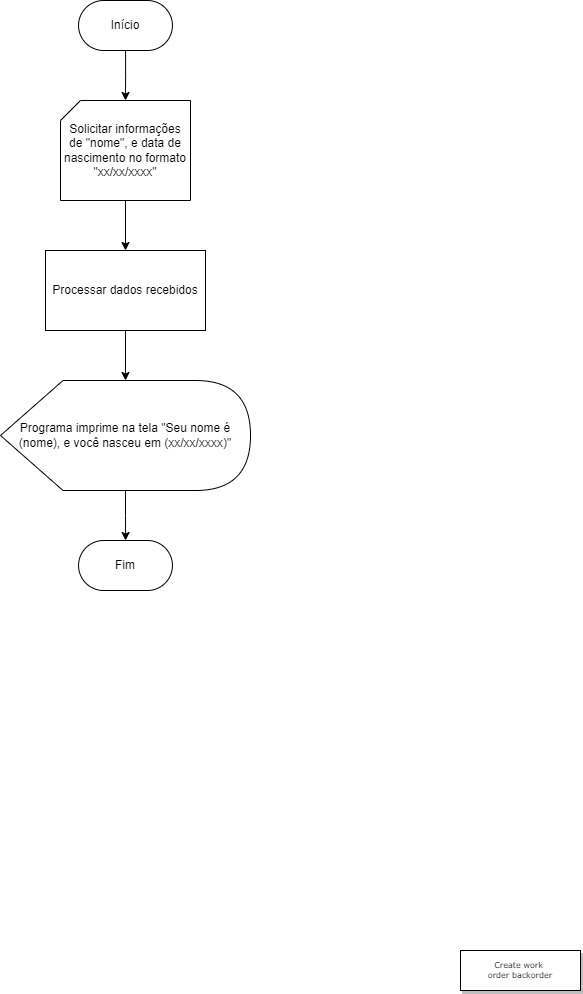 Início
Solicitar informações
de "nome", e data de
nascimento no formato
"xx/xx/xxxx"
Processar dados recebidos
Programa imprime na tela "Seu nome é
(nome), e você nasceu em (xx/xx/xxxx)"
Fim
Create work
order backorder